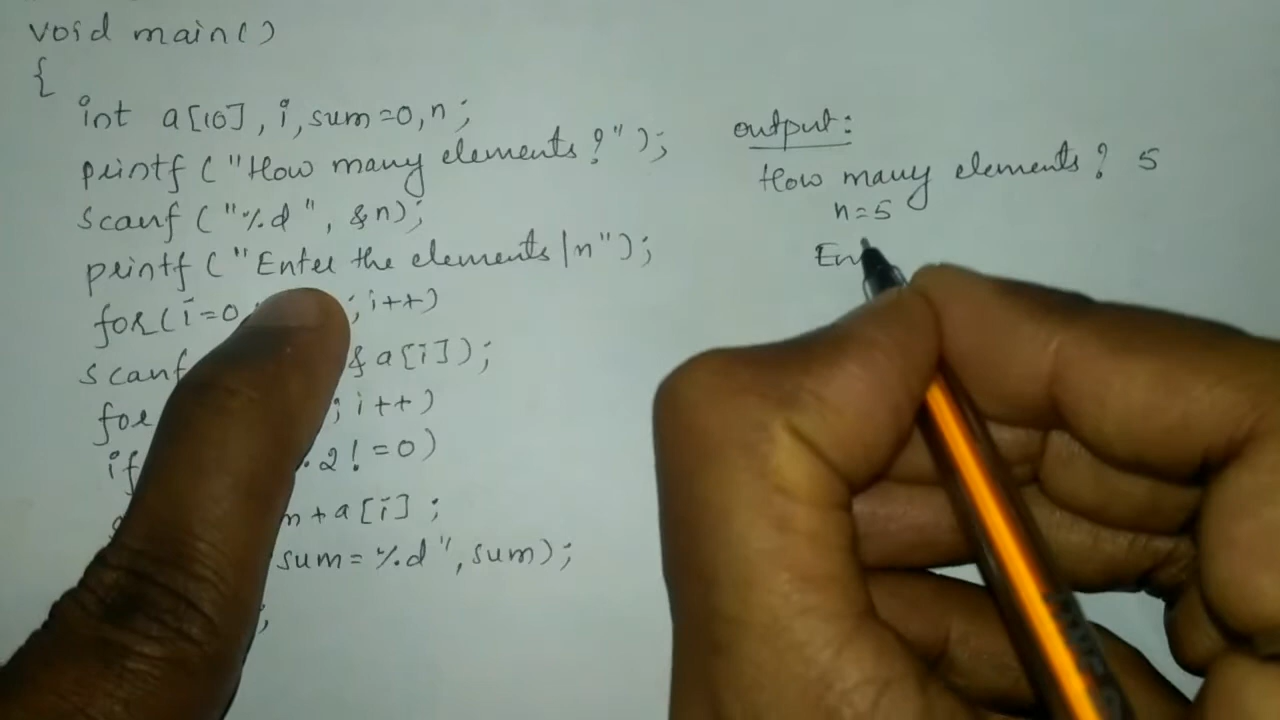 void main()
{
int a[10], i, sum=0, n;
printf ("How many elements?");
scanf ("%d", &n);
printf ("Enter the elements \n");
for(i=0; ;i++)
scanf & a[i]);
for ;i++)
if %2!=0)
+a[i];
sum=%d", sum);
;
output:
How many elements? 5
n=5
En